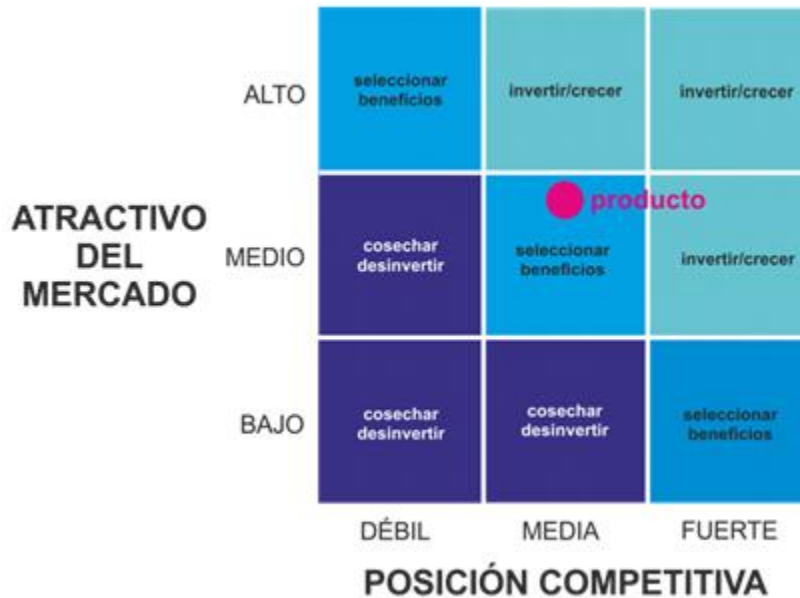 ALTO
seleccionar
beneficios
invertir/crecer
invertir/crecer
ATRACTIVO
DEL
MERCADO
MEDIO
cosechar
desinvertir
producto
seleccionar
beneficios
invertir/crecer
BAJO
cosechar
desinvertir
cosechar
desinvertir
seleccionar
beneficios
DÉBIL
MEDIA
FUERTE
POSICIÓN COMPETITIVA